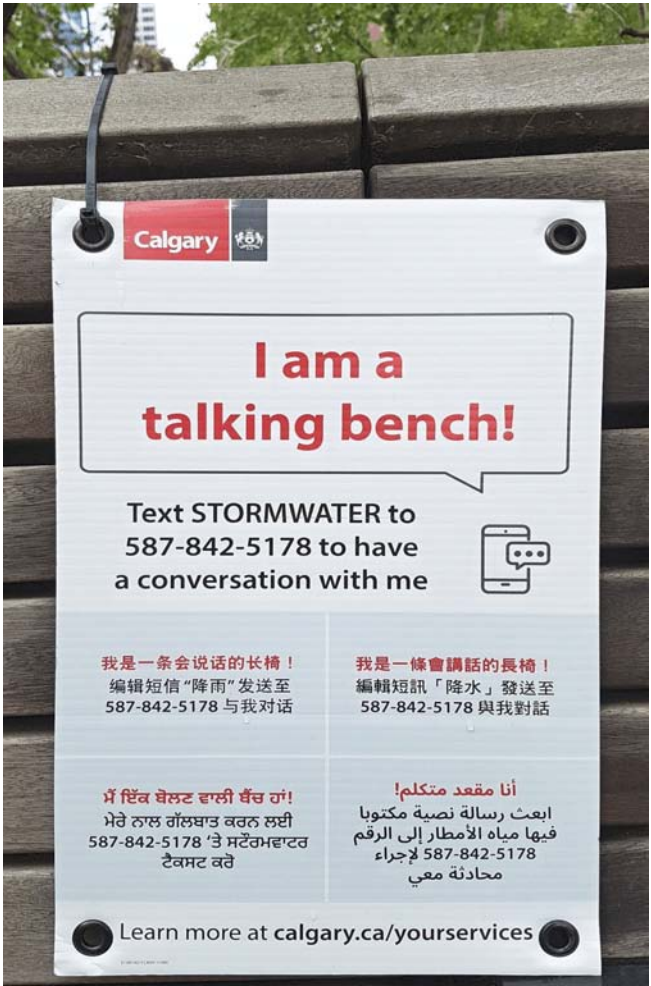 Calgary
I am a
talking bench!
Text STORMWATER to
587-842-5178 to have
a conversation with me
我是一条会说话的长椅！
编辑短信“降雨”发送至
587-842-5178 与我对话
我是一條會講話的長椅！
編輯短訊「降水」發送至
587-842-5178 與我對話
ਮੈਂ ਇੱਕ ਬੋਲਣ ਵਾਲੀ ਬੈਂਚ ਹਾਂ!
ਮੇਰੇ ਨਾਲ ਗੱਲਬਾਤ ਕਰਨ ਲਈ
587-842-5178 ‘ਤੇ ਸਟੌਰਮਵਾਟਰ
ਟੈਕਸਟ ਕਰੋ
أنا مقعد متكلم!
ابعث رسالة نصية مكتوبا
فيها مياه الأمطار إلى الرقم
587-842-5178 لإجراء
محادثة معي
Learn more at calgary.ca/yourservices